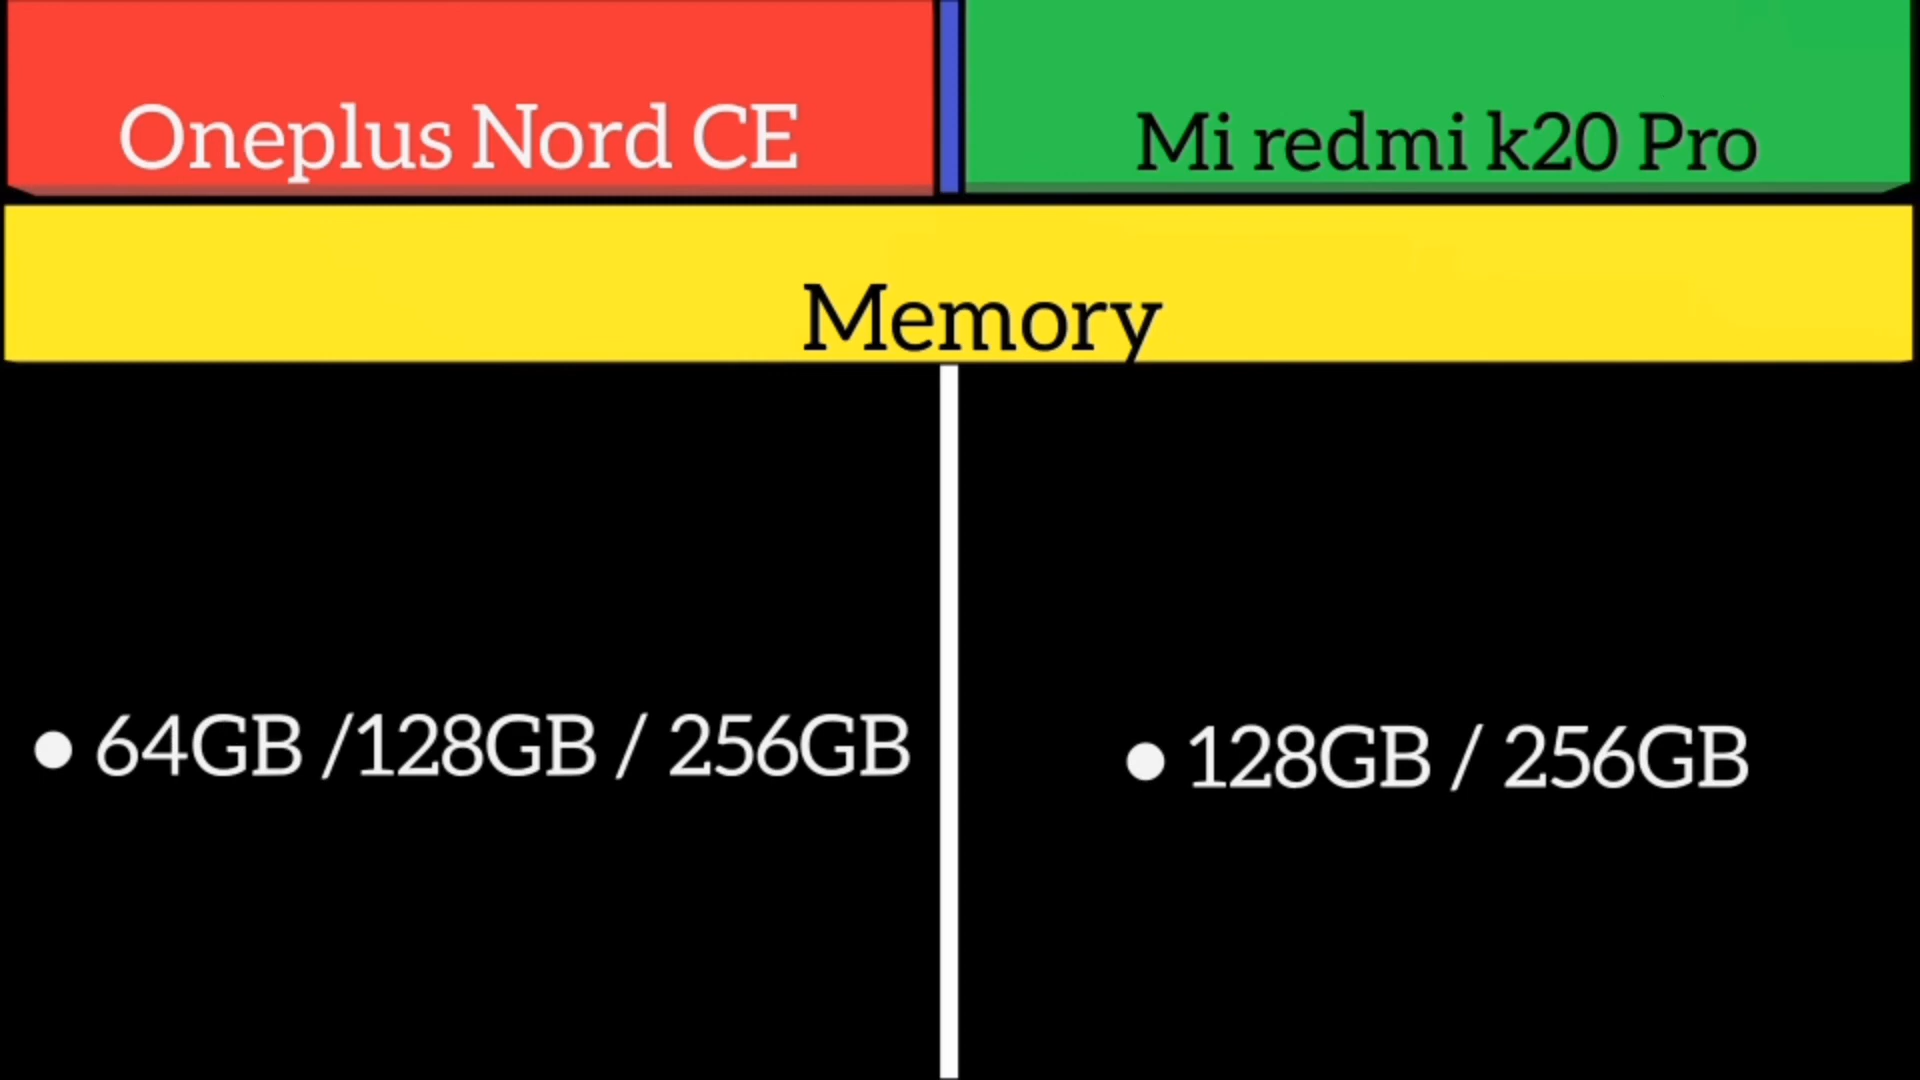 Oneplus Nord CE
Mi redmi k20 Pro
Memory
● 64GB /128GB / 256GB
● 128GB / 256GB